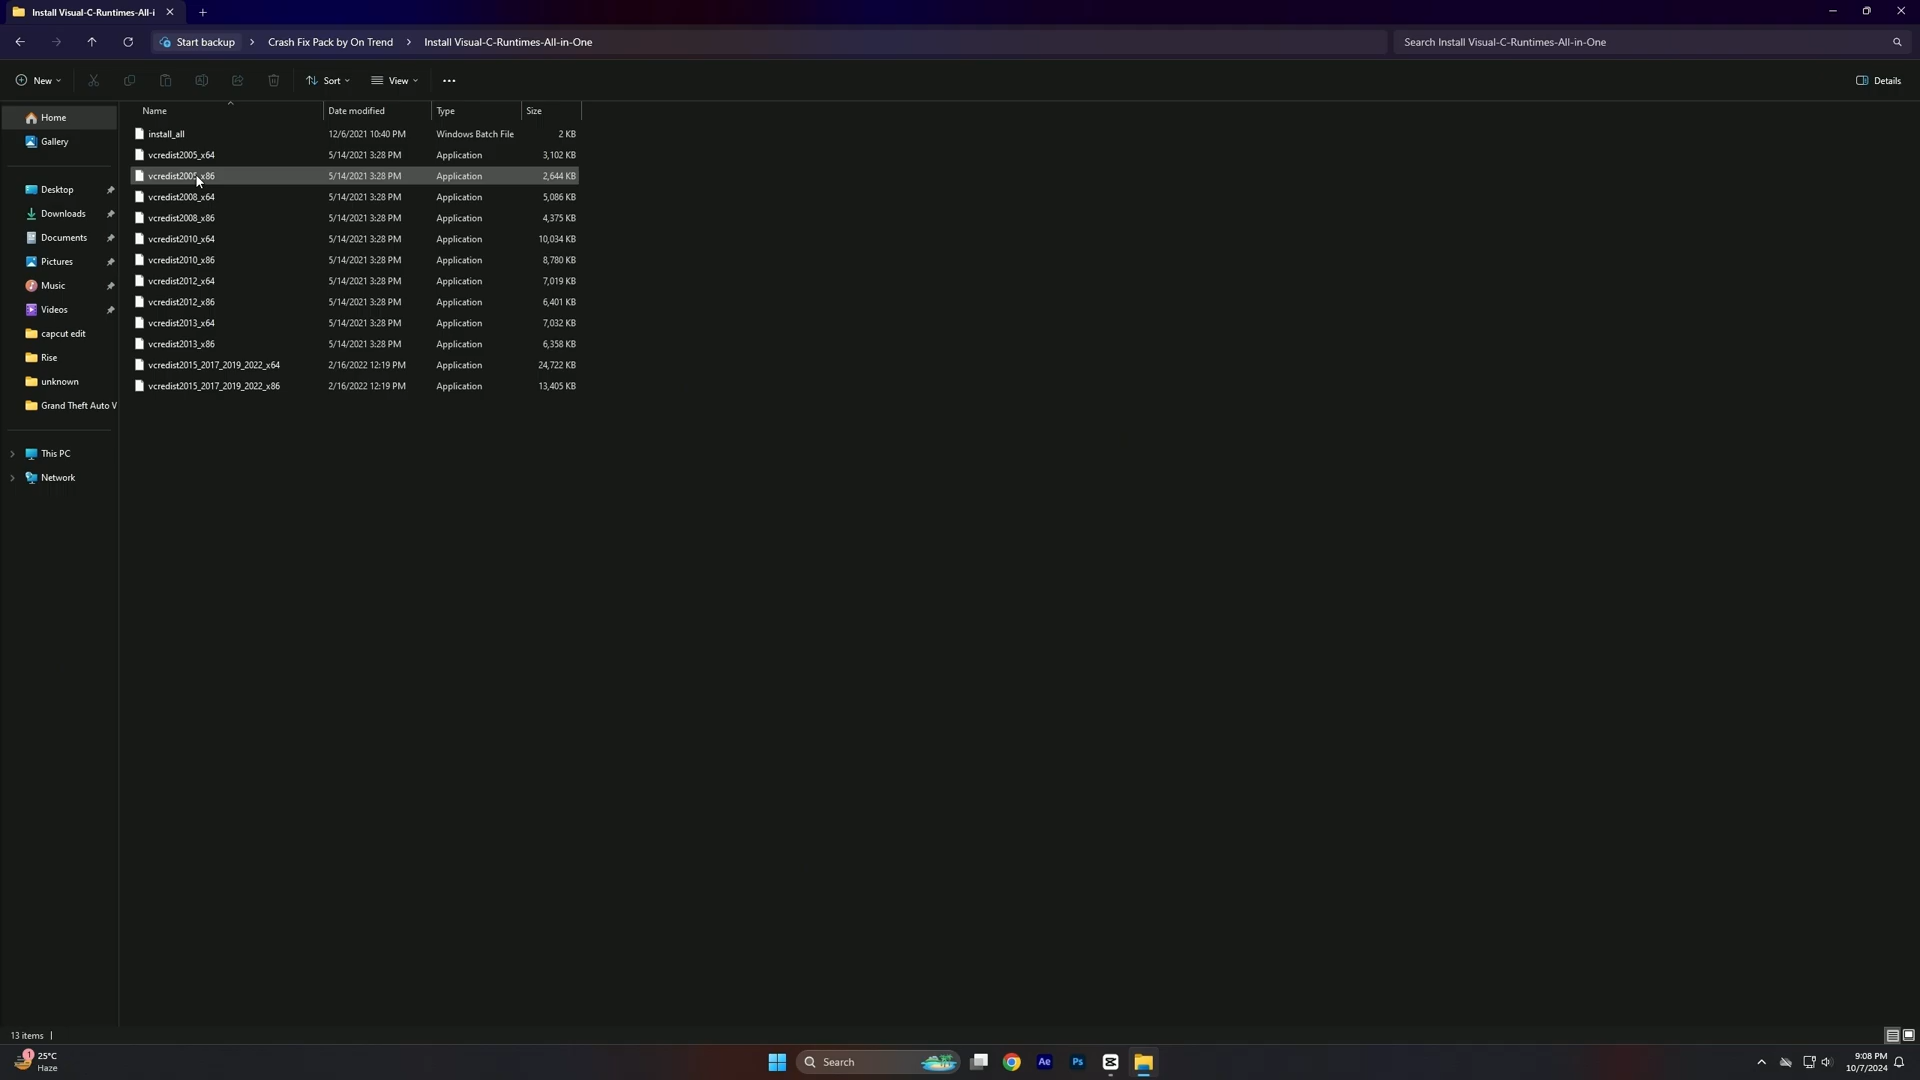 Install Visual-C-Runtimes-All-i
Start backup Crash Fix Pack by On Trend Install Visual-C-Runtimes-All-in-One Search Install Visual-C-Runtimes-All-in-One
New Sort View Details
Name Date modified Type Size
Home
Gallery
Desktop
Downloads
Documents
Pictures
Music
Videos
capcut edit
Rise
unknown
Grand Theft Auto V
This PC
Network
install_all 12/6/2021 10:40 PM Windows Batch File 2 KB
vcredist2005_x64 5/14/2021 3:28 PM Application 3,102 KB
vcredist2005_x86 5/14/2021 3:28 PM Application 2,644 KB
vcredist2008_x64 5/14/2021 3:28 PM Application 5,086 KB
vcredist2008_x86 5/14/2021 3:28 PM Application 4,375 KB
vcredist2010_x64 5/14/2021 3:28 PM Application 10,034 KB
vcredist2010_x86 5/14/2021 3:28 PM Application 8,780 KB
vcredist2012_x64 5/14/2021 3:28 PM Application 7,019 KB
vcredist2012_x86 5/14/2021 3:28 PM Application 6,401 KB
vcredist2013_x64 5/14/2021 3:28 PM Application 7,032 KB
vcredist2013_x86 5/14/2021 3:28 PM Application 6,358 KB
vcredist2015_2017_2019_2022_x64 2/16/2022 12:19 PM Application 24,722 KB
vcredist2015_2017_2019_2022_x86 2/16/2022 12:19 PM Application 13,405 KB
13 items
1 25°C
Haze
Search
Ae
Ps
9:08 PM
10/7/2024